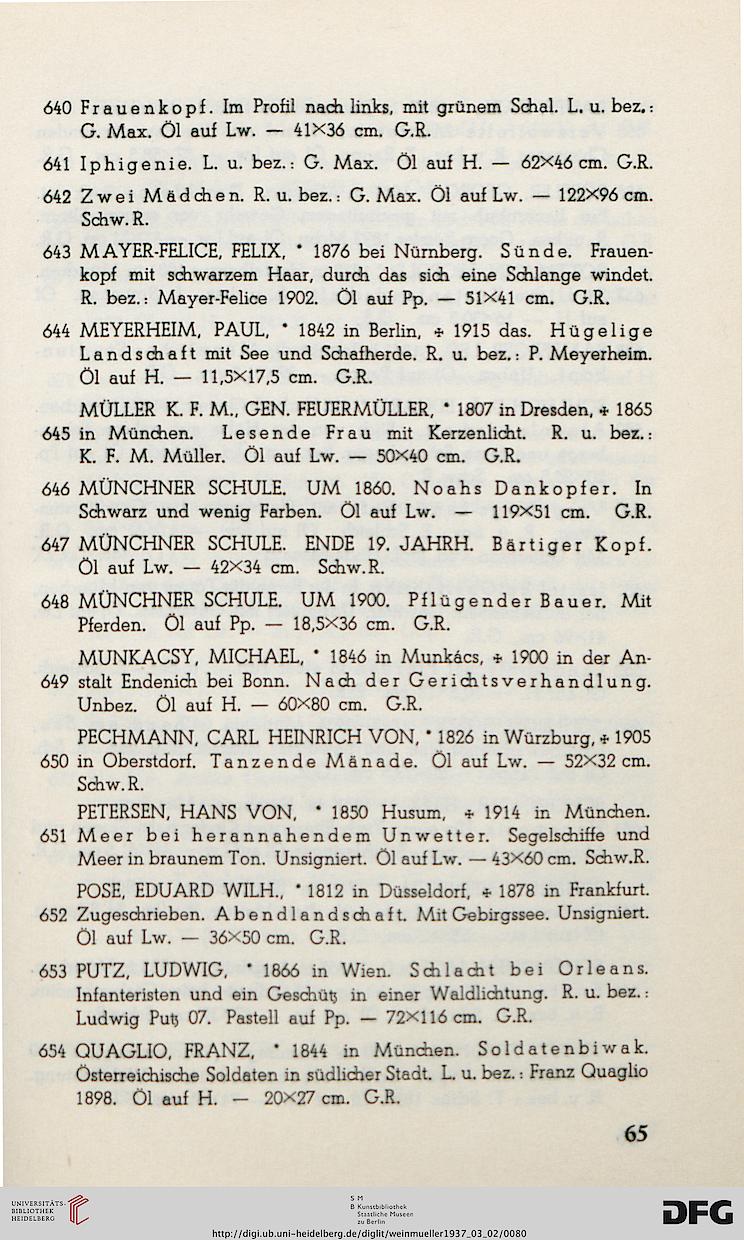 640 Frauenkopf. Im Profil nach links, mit grünem Schal. L. u. bez.:
G. Max. Öl auf Lw. — 41×36 cm. G.R.
641 Iphigenie. L. u. bez.: G. Max. Öl auf H. — 62×46 cm. G.R.
642 Zwei Mädchen. R. u. bez.: G. Max. Öl auf Lw. — 122×96 cm.
Schw. R.
643 MAYER-FELICE, FELIX, * 1876 bei Nürnberg. Sünde. Frauen-
kopf mit schwarzem Haar, durch das sich eine Schlange windet.
R. bez.: Mayer-Felice 1902. Öl auf Pp. — 51×41 cm. G.R.
644 MEYERHEIM, PAUL, * 1842 in Berlin, + 1915 das. Hügelige
Landschaft mit See und Schafherde. R. u. bez.: P. Meyerheim.
Öl auf H. — 11,5×17,5 cm. G.R.
MÜLLER K. F. M., GEN. FEUERMÜLLER, * 1807 in Dresden, + 1865
645 in München. Lesende Frau mit Kerzenlicht. R. u. bez.:
K. F. M. Müller. Öl auf Lw. — 50×40 cm. G.R.
646 MÜNCHNER SCHULE. UM 1860. Noahs Dankopfer. In
Schwarz und wenig Farben. Öl auf Lw. — 119×51 cm. G.R.
647 MÜNCHNER SCHULE. ENDE 19. JAHRH. Bärtiger Kopf.
Öl auf Lw. — 42×34 cm. Schw.R.
648 MÜNCHNER SCHULE. UM 1900. Pflügender Bauer. Mit
Pferden. Öl auf Pp. — 18,5×36 cm. G.R.
MUNKACSY, MICHAEL, * 1846 in Munkács, + 1900 in der An-
649 stalt Endenich bei Bonn. Nach der Gerichtsverhandlung.
Unbez. Öl auf H. — 60×80 cm. G.R.
PECHMANN, CARL HEINRICH VON, * 1826 in Würzburg, + 1905
650 in Oberstdorf. Tanzende Mänade. Öl auf Lw. — 52×32 cm.
Schw. R.
PETERSEN, HANS VON, * 1850 Husum, + 1914 in München.
651 Meer bei herannahendem Unwetter. Segelschiffe und
Meer in braunem Ton. Unsigniert. Öl auf Lw. — 43×60 cm. Schw.R.
POSE, EDUARD WILH., * 1812 in Düsseldorf, + 1878 in Frankfurt.
652 Zugeschrieben. Abendlandschaft. Mit Gebirgssee. Unsigniert.
Öl auf Lw. — 36×50 cm. G.R.
653 PUTZ, LUDWIG, * 1866 in Wien. Schlacht bei Orleans.
Infanteristen und ein Geschütz in einer Waldlichtung. R. u. bez.:
Ludwig Putz 07. Pastell auf Pp. — 72×116 cm. G.R.
654 QUAGLIO, FRANZ, * 1844 in München. Soldatenbiwak.
Österreichische Soldaten in südlicher Stadt. L. u. bez.: Franz Quaglio
1898. Öl auf H. — 20×27 cm. G.R.
65
UNIVERSITÄTS-
BIBLIOTHEK
HEIDELBERG
S M
B Kunstbibliothek
Staatliche Museen
zu Berlin
DFG
http://digi.ub.uni-heidelberg.de/diglit/weinmueller1937_03_02/0080